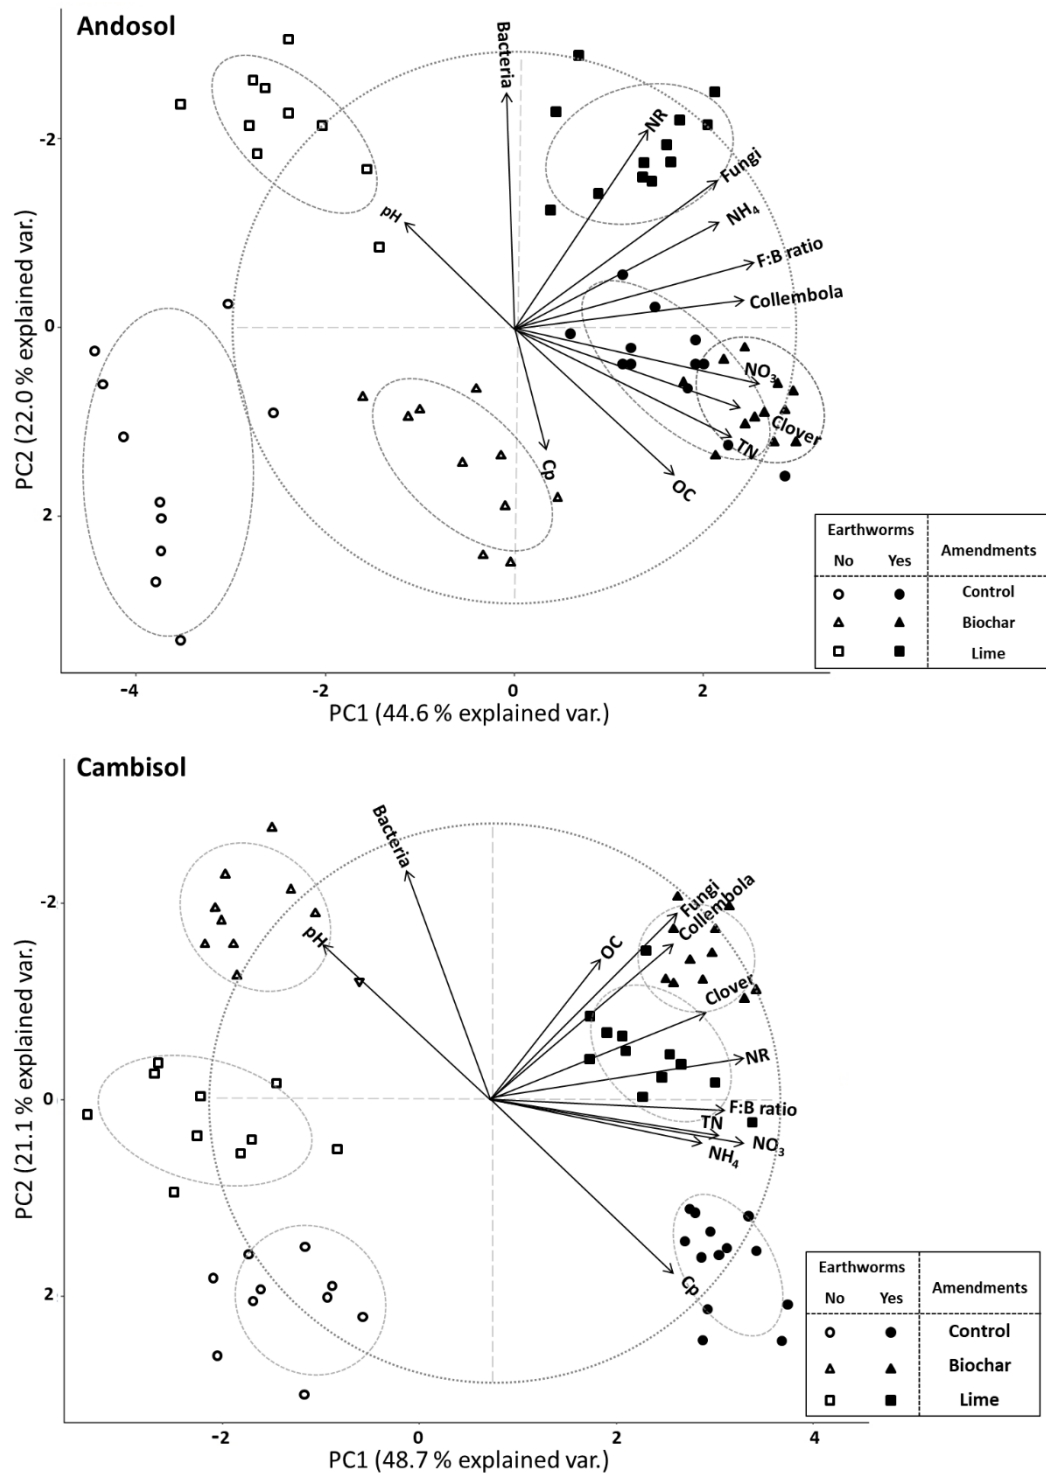 Andosol
Bacteria
NR
Fungi
NH₄
pH
F:B ratio
Collembola
NO₃
Clover
TN
Cp
OC
PC2 (22.0 % explained var.)
-2
0
2
-4
-2
0
2
PC1 (44.6 % explained var.)
Earthworms
Amendments
No Yes
Control
Biochar
Lime
Cambisol
Bacteria
Fungi
Collembola
pH
OC
Clover
NR
F:B ratio
TN
NO₃
NH₄
Cp
PC2 (21.1 % explained var.)
-2
0
2
-2
0
2
4
PC1 (48.7 % explained var.)
Earthworms
Amendments
No Yes
Control
Biochar
Lime